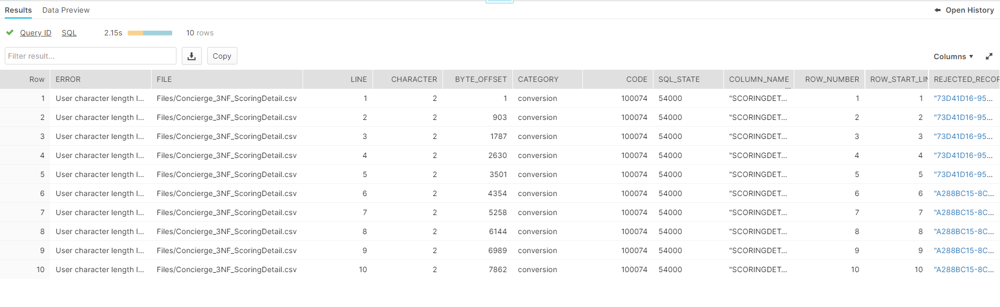 Results Data Preview Open History
Query ID SQL 2.15s 10 rows
Filter result... Copy Columns
Row ERROR FILE LINE CHARACTER BYTE_OFFSET CATEGORY CODE SQL_STATE COLUMN_NAME ... ROW_NUMBER ROW_START_LIN REJECTED_RECOR
1 User character length l... Files/Concierge_3NF_ScoringDetail.csv 1 2 1 conversion 100074 54000 "SCORINGDET... 1 1 "73D41D16-95...
2 User character length l... Files/Concierge_3NF_ScoringDetail.csv 2 2 903 conversion 100074 54000 "SCORINGDET... 2 2 "73D41D16-95...
3 User character length l... Files/Concierge_3NF_ScoringDetail.csv 3 2 1787 conversion 100074 54000 "SCORINGDET... 3 3 "73D41D16-95...
4 User character length l... Files/Concierge_3NF_ScoringDetail.csv 4 2 2630 conversion 100074 54000 "SCORINGDET... 4 4 "73D41D16-95...
5 User character length l... Files/Concierge_3NF_ScoringDetail.csv 5 2 3501 conversion 100074 54000 "SCORINGDET... 5 5 "73D41D16-95...
6 User character length l... Files/Concierge_3NF_ScoringDetail.csv 6 2 4354 conversion 100074 54000 "SCORINGDET... 6 6 "A288BC15-8C...
7 User character length l... Files/Concierge_3NF_ScoringDetail.csv 7 2 5258 conversion 100074 54000 "SCORINGDET... 7 7 "A288BC15-8C...
8 User character length l... Files/Concierge_3NF_ScoringDetail.csv 8 2 6144 conversion 100074 54000 "SCORINGDET... 8 8 "A288BC15-8C...
9 User character length l... Files/Concierge_3NF_ScoringDetail.csv 9 2 6989 conversion 100074 54000 "SCORINGDET... 9 9 "A288BC15-8C...
10 User character length l... Files/Concierge_3NF_ScoringDetail.csv 10 2 7862 conversion 100074 54000 "SCORINGDET... 10 10 "A288BC15-8C...